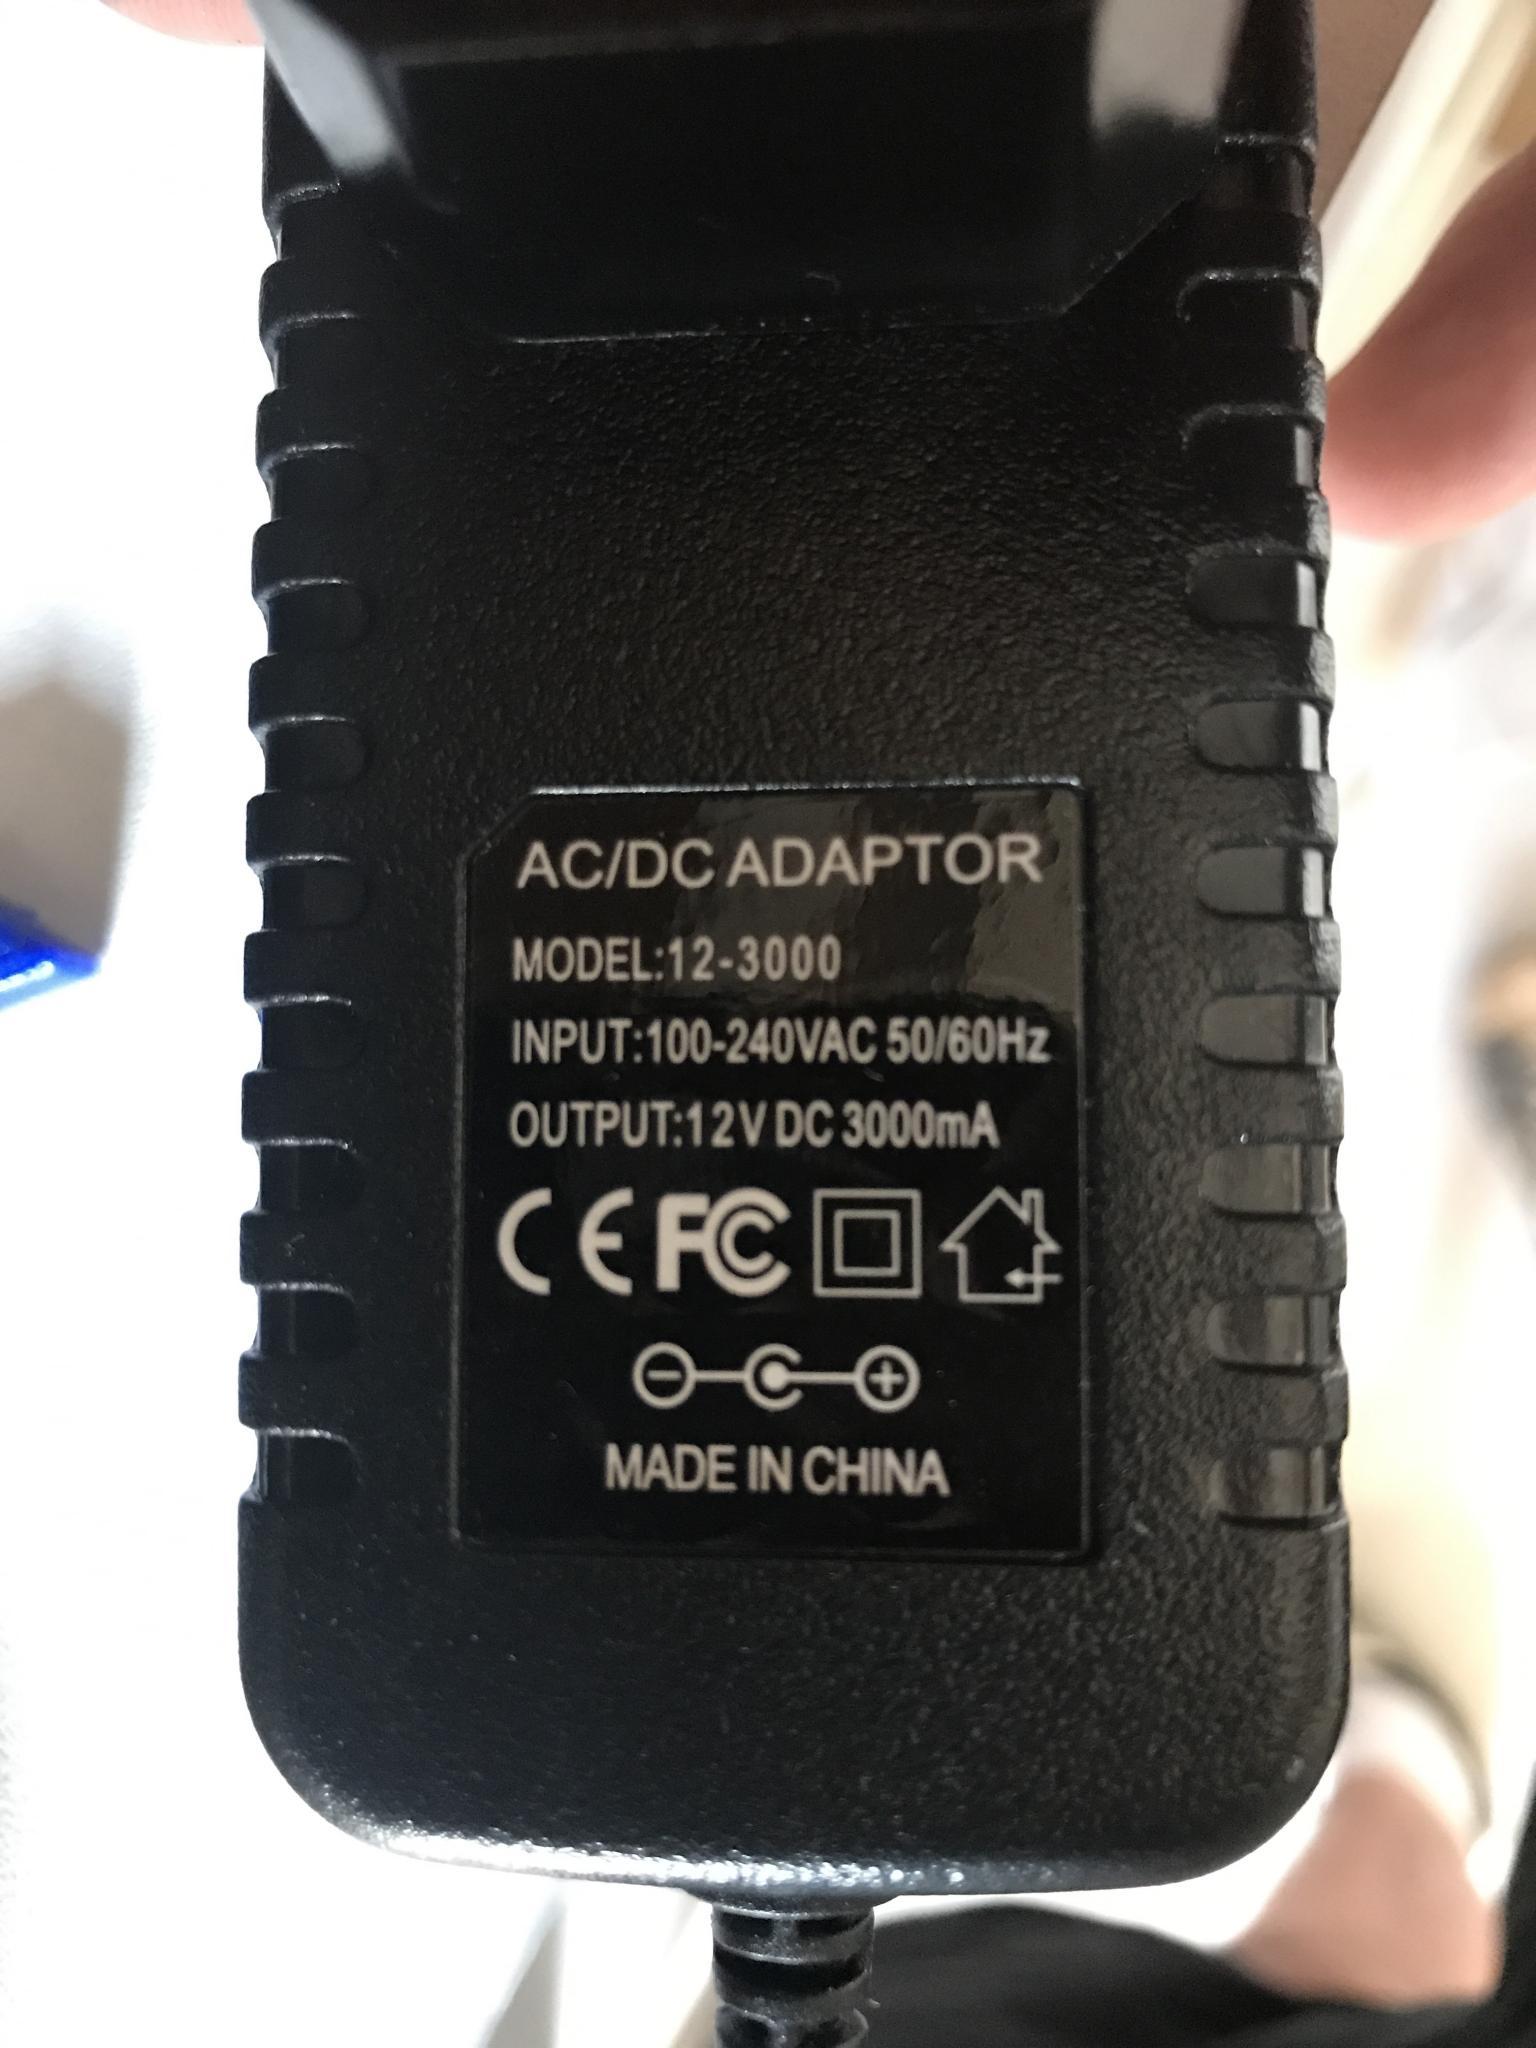 AC/DC ADAPTOR
MODEL:12-3000
INPUT:100-240VAC 50/60Hz
OUTPUT:12V DC 3000mA
CE FC
MADE IN CHINA